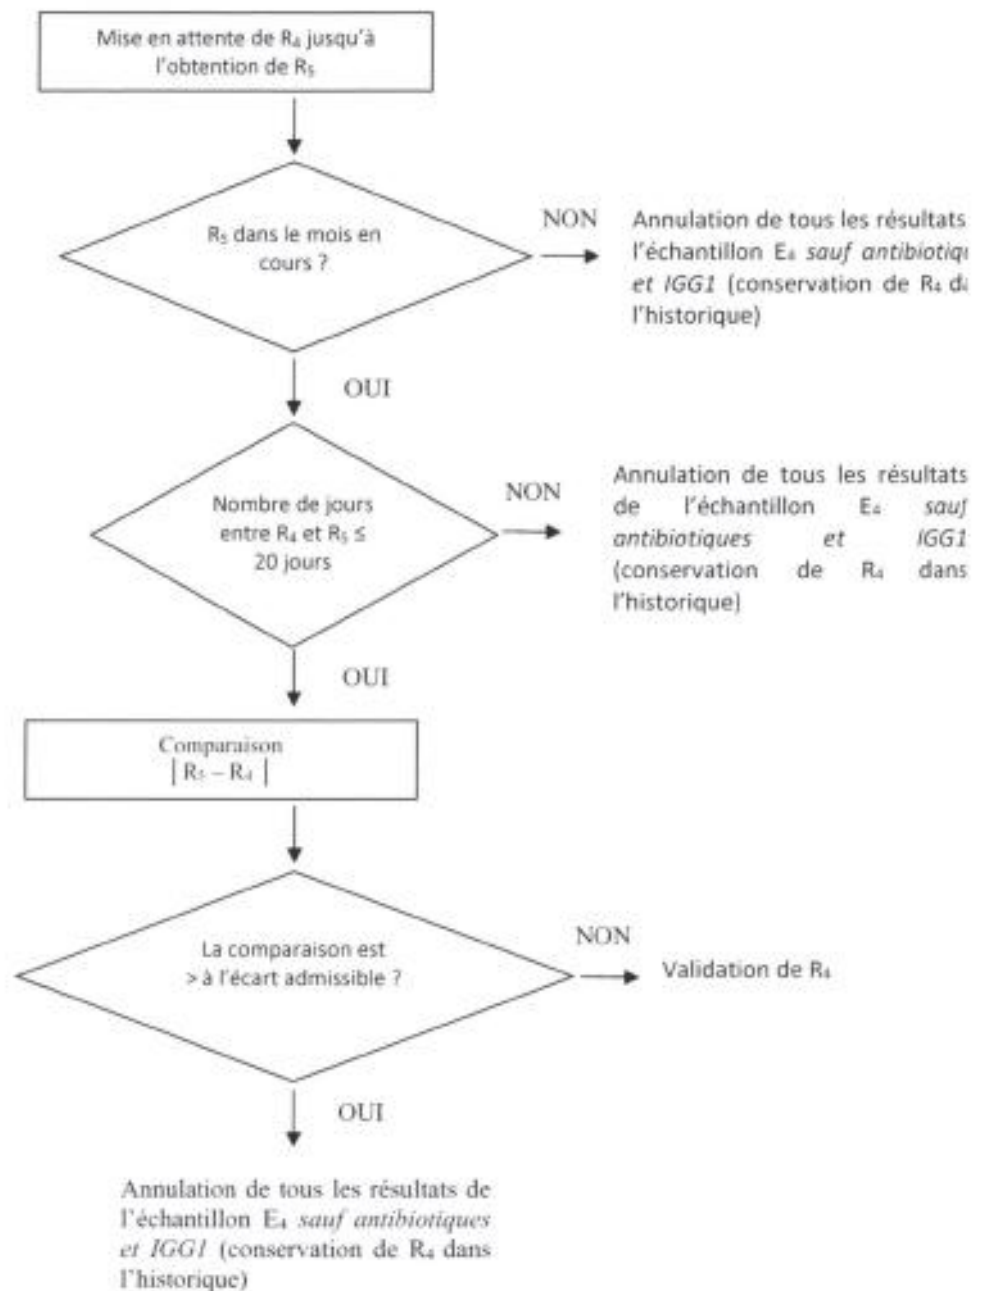 Mise en attente de R₄ jusqu'à
l'obtention de R₅
R₅ dans le mois en
cours ?
NON
Annulation de tous les résultats
l'échantillon E₄ sauf
et IGG1 (conservation de R₄
l'historique)
OUI
Nombre de jours
entre R₄ et R₅ ≤
20 jours
NON
Annulation de tous les résultats
de l'échantillon E₄ sauf
antibiotiques et IGG1
(conservation de R₄ dans
l'historique)
OUI
Comparaison
| R₅ – R₄ |
La comparaison est
> à l'écart admissible ?
NON
Validation de R₄
OUI
Annulation de tous les résultats de
l'échantillon E₄ sauf antibiotiques
et IGG1 (conservation de R₄ dans
l'historique)